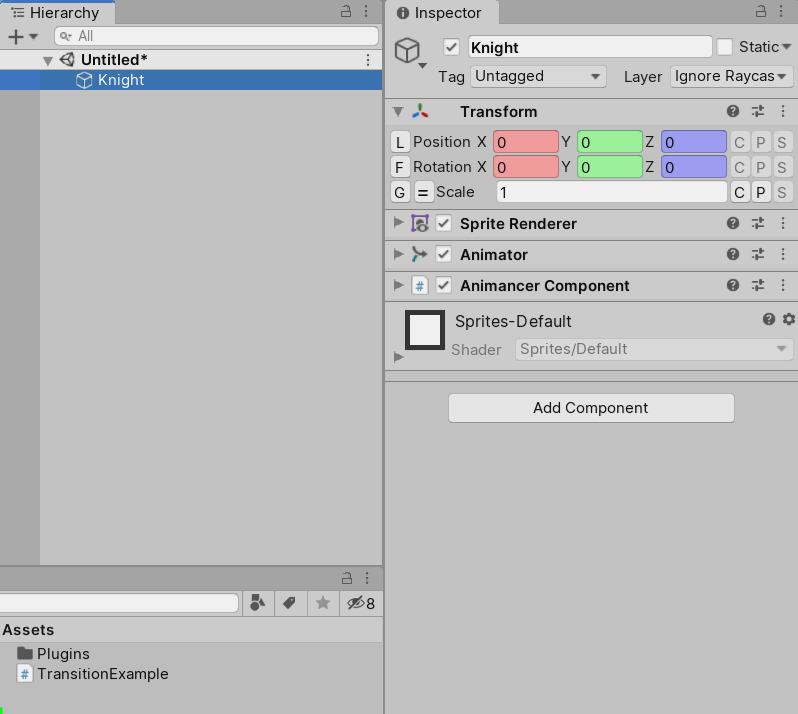 Hierarchy
All
Untitled*
Knight
Assets
Plugins
# TransitionExample
8
Inspector
Knight
Static
Tag Untagged Layer Ignore Raycas
Transform
L Position X 0 Y 0 Z 0 C P S
F Rotation X 0 Y 0 Z 0 C P S
G = Scale 1 C P S
Sprite Renderer
Animator
# Animancer Component
Sprites-Default
Shader Sprites/Default
Add Component